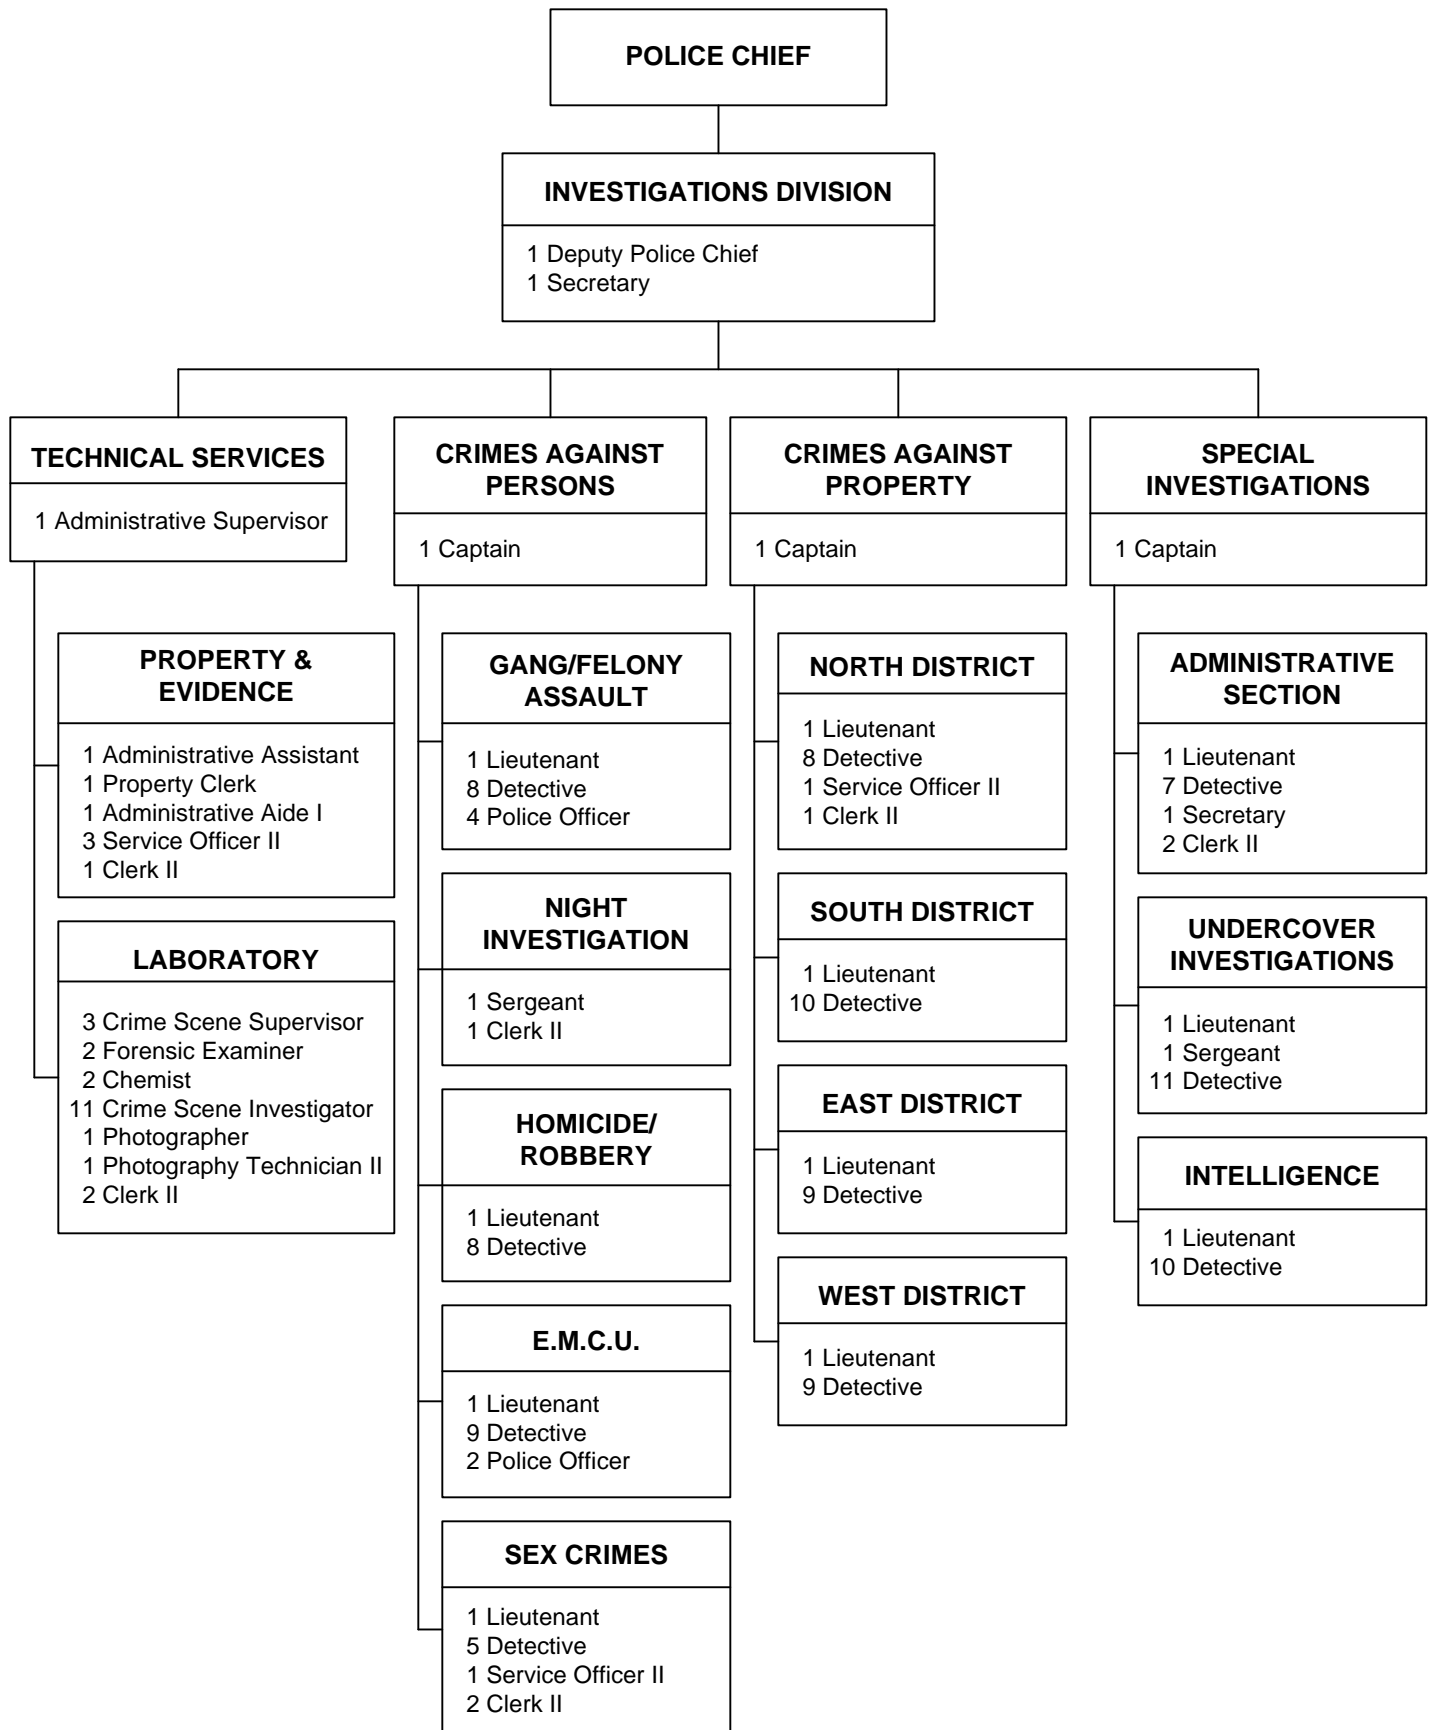 POLICE CHIEF
INVESTIGATIONS DIVISION
1 Deputy Police Chief
1 Secretary
TECHNICAL SERVICES
1 Administrative Supervisor
PROPERTY &
EVIDENCE
1 Administrative Assistant
1 Property Clerk
1 Administrative Aide I
3 Service Officer II
1 Clerk II
LABORATORY
3 Crime Scene Supervisor
2 Forensic Examiner
2 Chemist
11 Crime Scene Investigator
1 Photographer
1 Photography Technician II
2 Clerk II
CRIMES AGAINST
PERSONS
1 Captain
GANG/FELONY
ASSAULT
1 Lieutenant
8 Detective
4 Police Officer
NIGHT
INVESTIGATION
1 Sergeant
1 Clerk II
HOMICIDE/
ROBBERY
1 Lieutenant
8 Detective
E.M.C.U.
1 Lieutenant
9 Detective
2 Police Officer
SEX CRIMES
1 Lieutenant
5 Detective
1 Service Officer II
2 Clerk II
CRIMES AGAINST
PROPERTY
1 Captain
NORTH DISTRICT
1 Lieutenant
8 Detective
1 Service Officer II
1 Clerk II
SOUTH DISTRICT
1 Lieutenant
10 Detective
EAST DISTRICT
1 Lieutenant
9 Detective
WEST DISTRICT
1 Lieutenant
9 Detective
SPECIAL
INVESTIGATIONS
1 Captain
ADMINISTRATIVE
SECTION
1 Lieutenant
7 Detective
1 Secretary
2 Clerk II
UNDERCOVER
INVESTIGATIONS
1 Lieutenant
1 Sergeant
11 Detective
INTELLIGENCE
1 Lieutenant
10 Detective